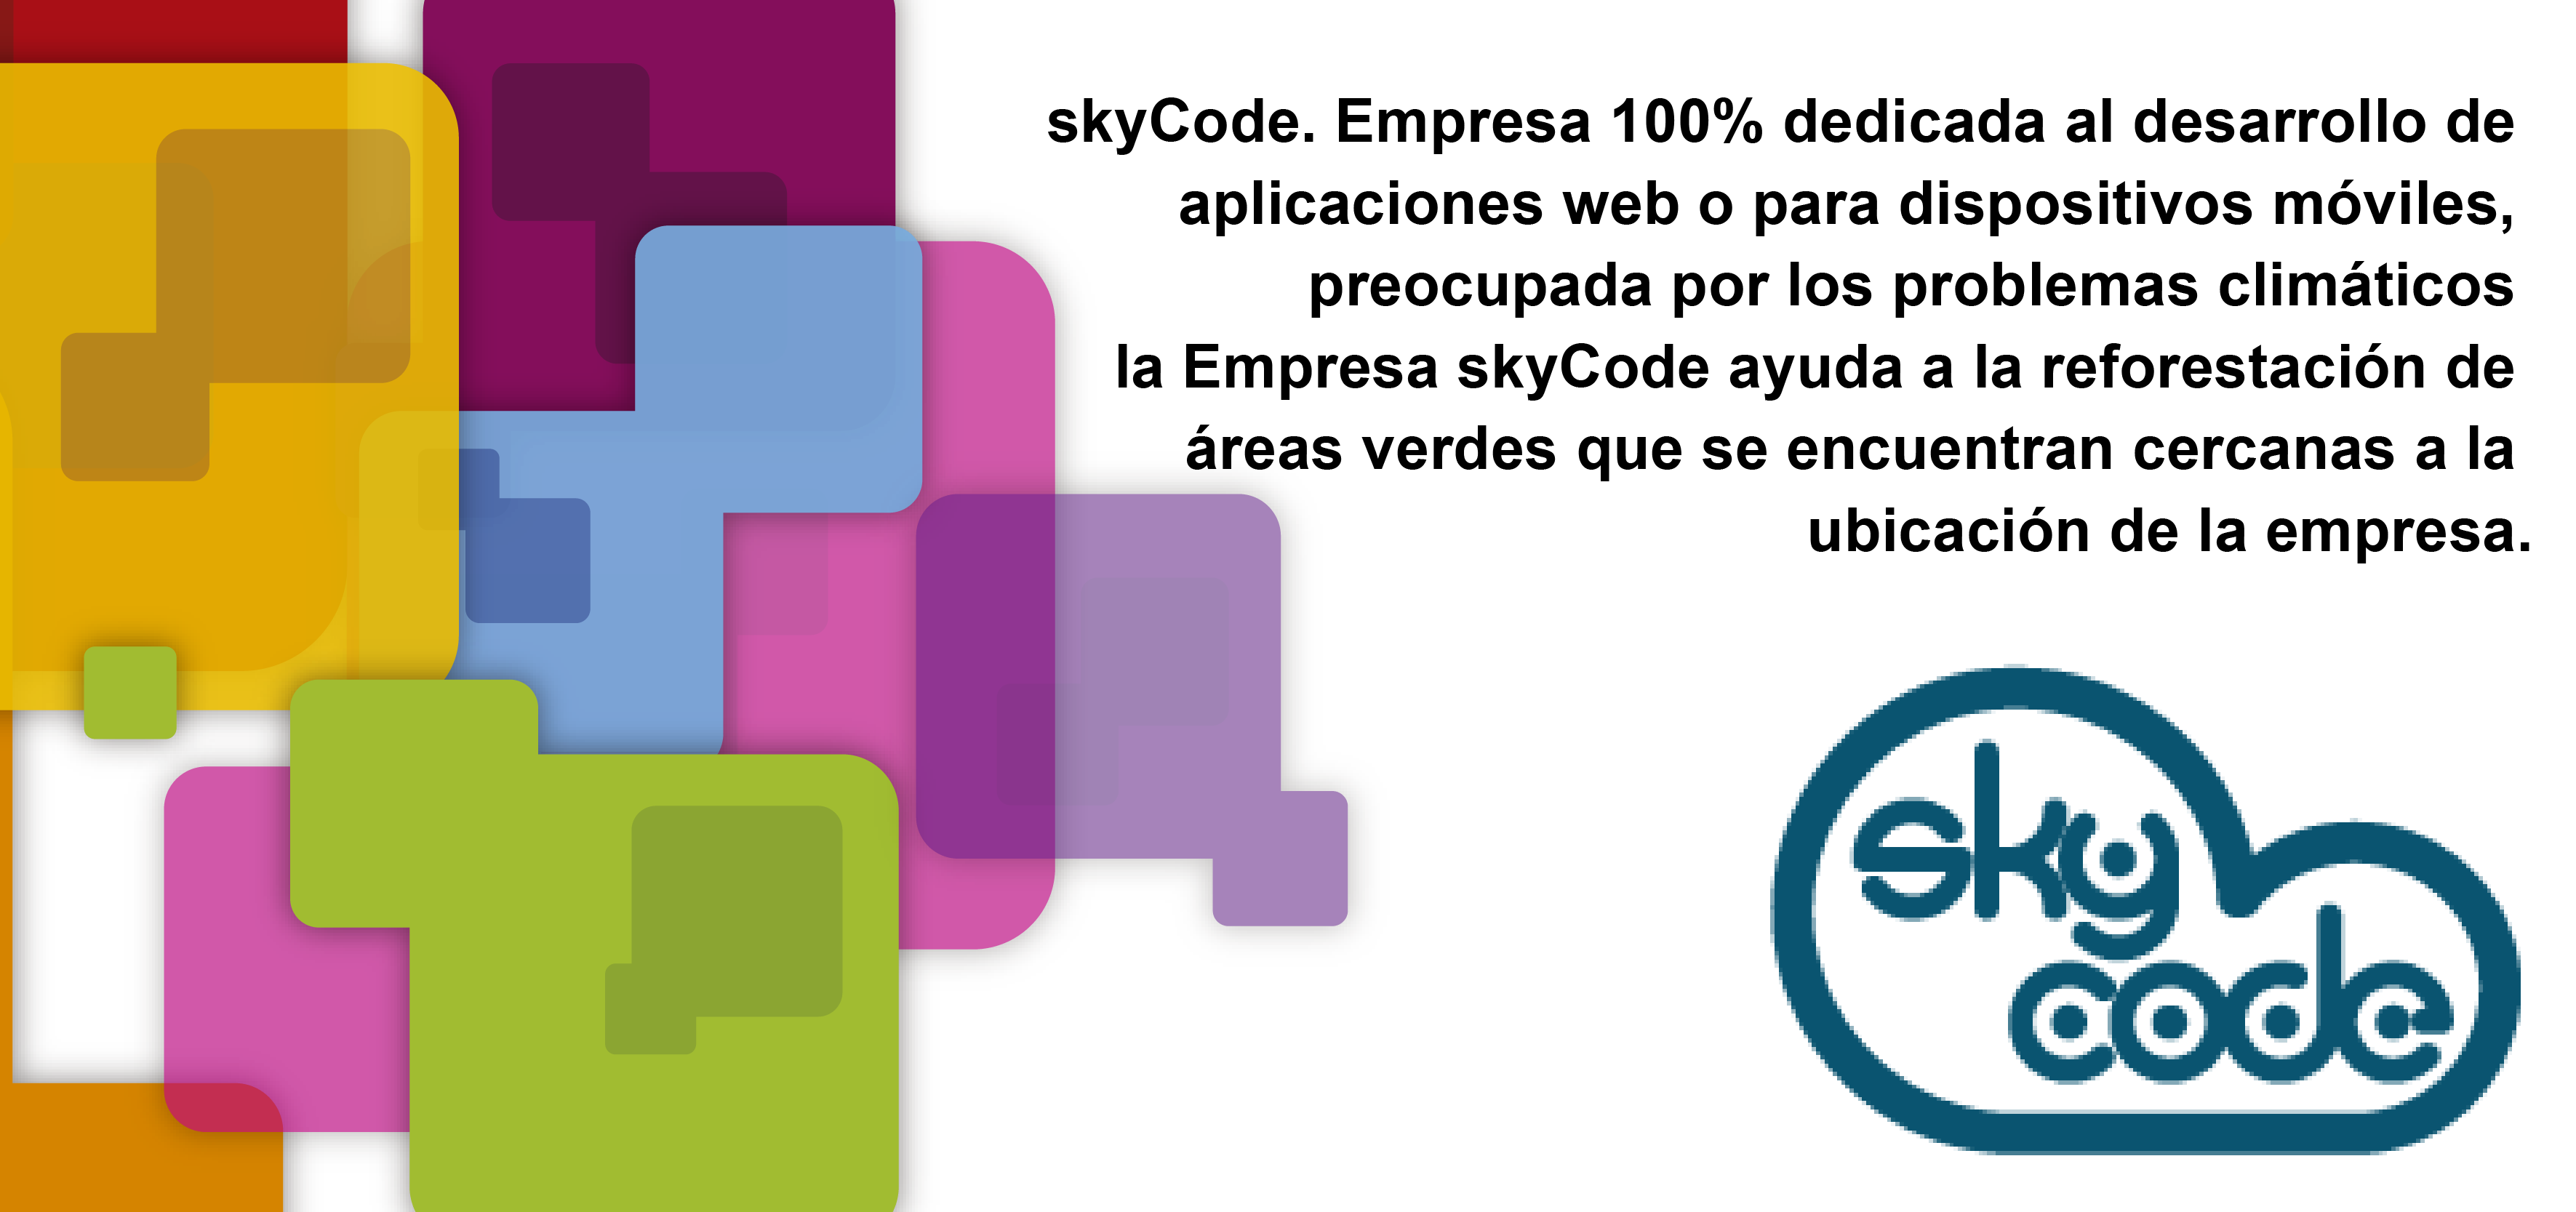 skyCode. Empresa 100% dedicada al desarrollo de
aplicaciones web o para dispositivos móviles,
preocupada por los problemas climáticos
la Empresa skyCode ayuda a la reforestación de
áreas verdes que se encuentran cercanas a la
ubicación de la empresa.
sky
code